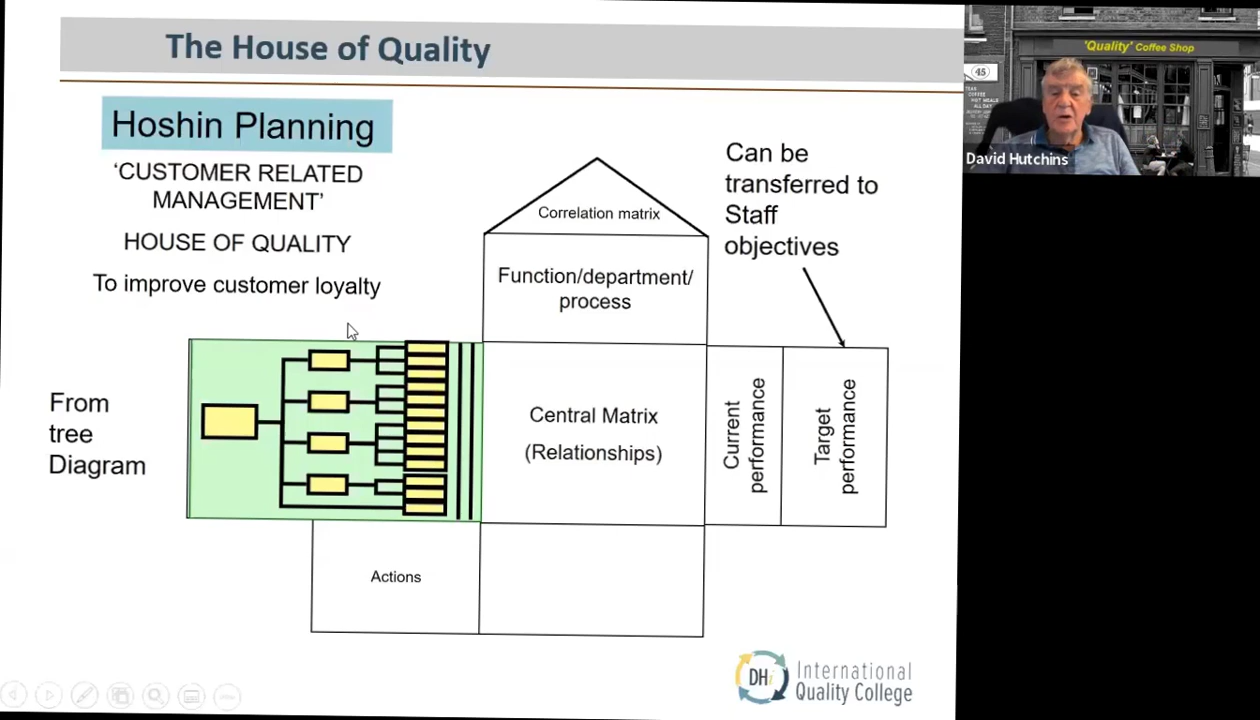 The House of Quality
Hoshin Planning
‘CUSTOMER RELATED
MANAGEMENT’
HOUSE OF QUALITY
To improve customer loyalty
From
tree
Diagram
Correlation matrix
Function/department/
process
Central Matrix
(Relationships)
Actions
Can be
transferred to
Staff
objectives
Current
performance
Target
performance
DHi
International
Quality College
'Quality' Coffee Shop
45
David Hutchins